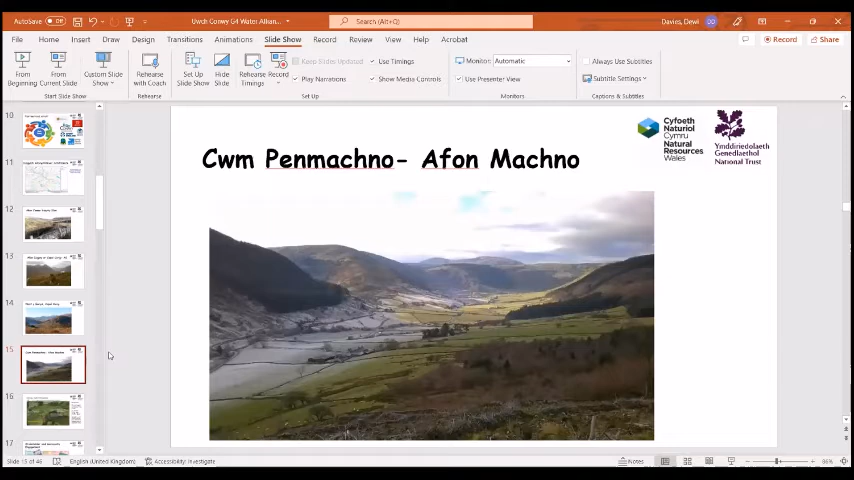 AutoSave Off
Uwch Conwy G4 Water Allian...
Search (Alt+Q)
Davies, Dewi DD
File Home Insert Draw Design Transitions Animations Slide Show Record Review View Help Acrobat
Record Share
From Beginning
From Current Slide
Custom Slide Show
Rehearse with Coach
Set Up Slide Show
Hide Slide
Rehearse Timings
Record
Keep Slides Updated
Use Timings
Play Narrations
Show Media Controls
Monitor: Automatic
Use Presenter View
Always Use Subtitles
Subtitle Settings
Start Slide Show
Rehearse
Set Up
Monitors
Captions & Subtitles
10
11
12
13
14
15
16
17
Cwm Penmachno- Afon Machno
Cyfoeth
Naturiol
Cymru
Natural
Resources
Wales
Ymddiriedolaeth
Genedlaethol
National Trust
Slide 15 of 46
English (United Kingdom)
Accessibility: Investigate
Notes
86%